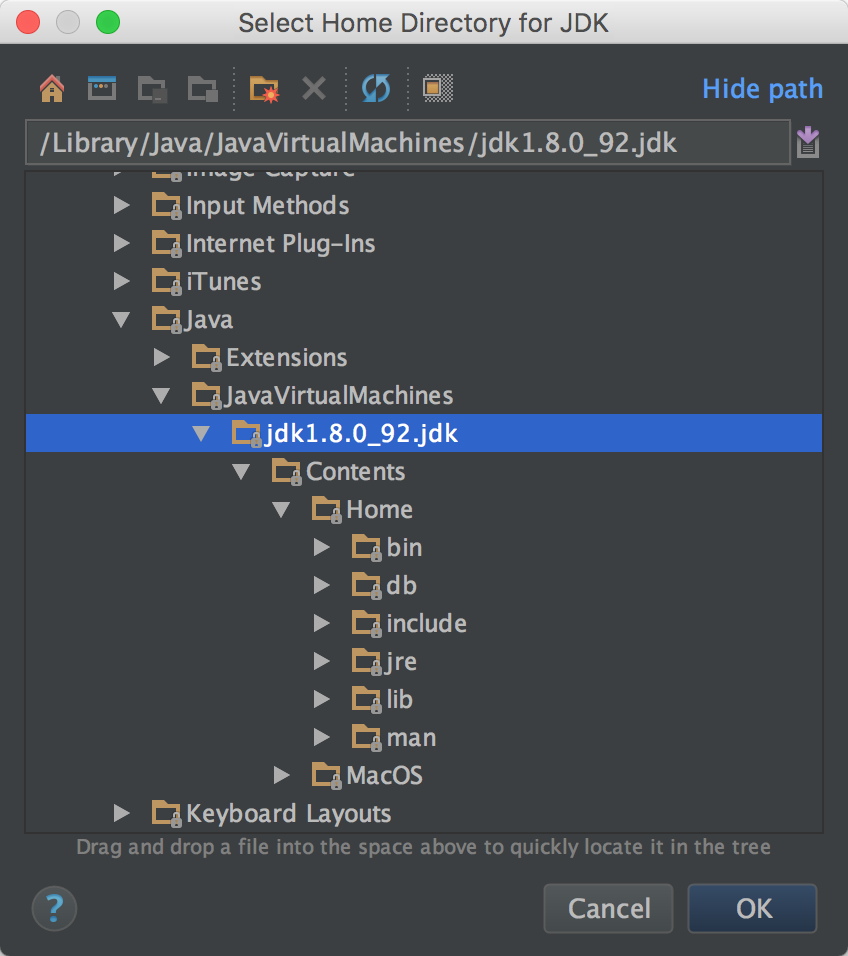 Select Home Directory for JDK
Hide path
/Library/Java/JavaVirtualMachines/jdk1.8.0_92.jdk
Image Capture
Input Methods
Internet Plug-Ins
iTunes
Java
Extensions
JavaVirtualMachines
jdk1.8.0_92.jdk
Contents
Home
bin
db
include
jre
lib
man
MacOS
Keyboard Layouts
Drag and drop a file into the space above to quickly locate it in the tree
?
Cancel
OK